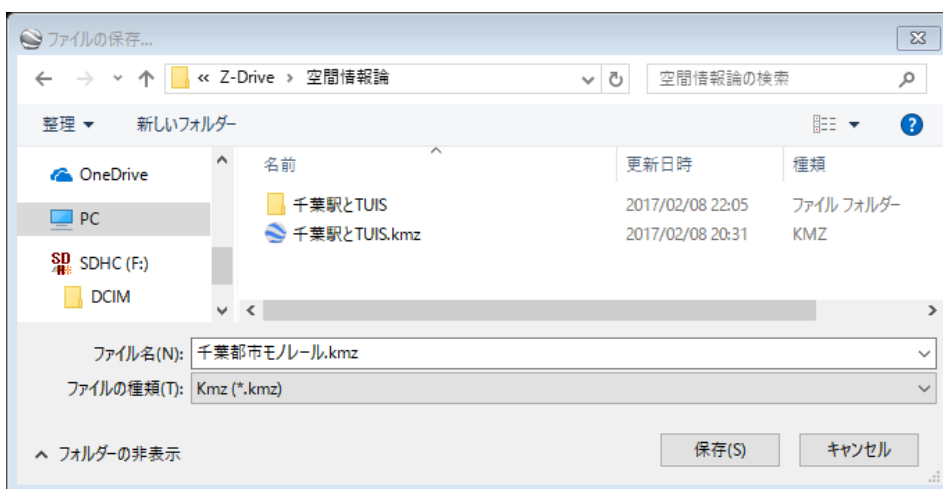 ファイルの保存...
« Z-Drive > 空間情報論
空間情報論の検索
整理 新しいフォルダー
名前 更新日時 種類
OneDrive
PC
SDHC (F:)
DCIM
千葉駅とTUIS 2017/02/08 22:05 ファイル フォルダー
千葉駅とTUIS.kmz 2017/02/08 20:31 KMZ
ファイル名(N): 千葉都市モノレール.kmz
ファイルの種類(T): Kmz (*.kmz)
フォルダーの非表示 保存(S) キャンセル